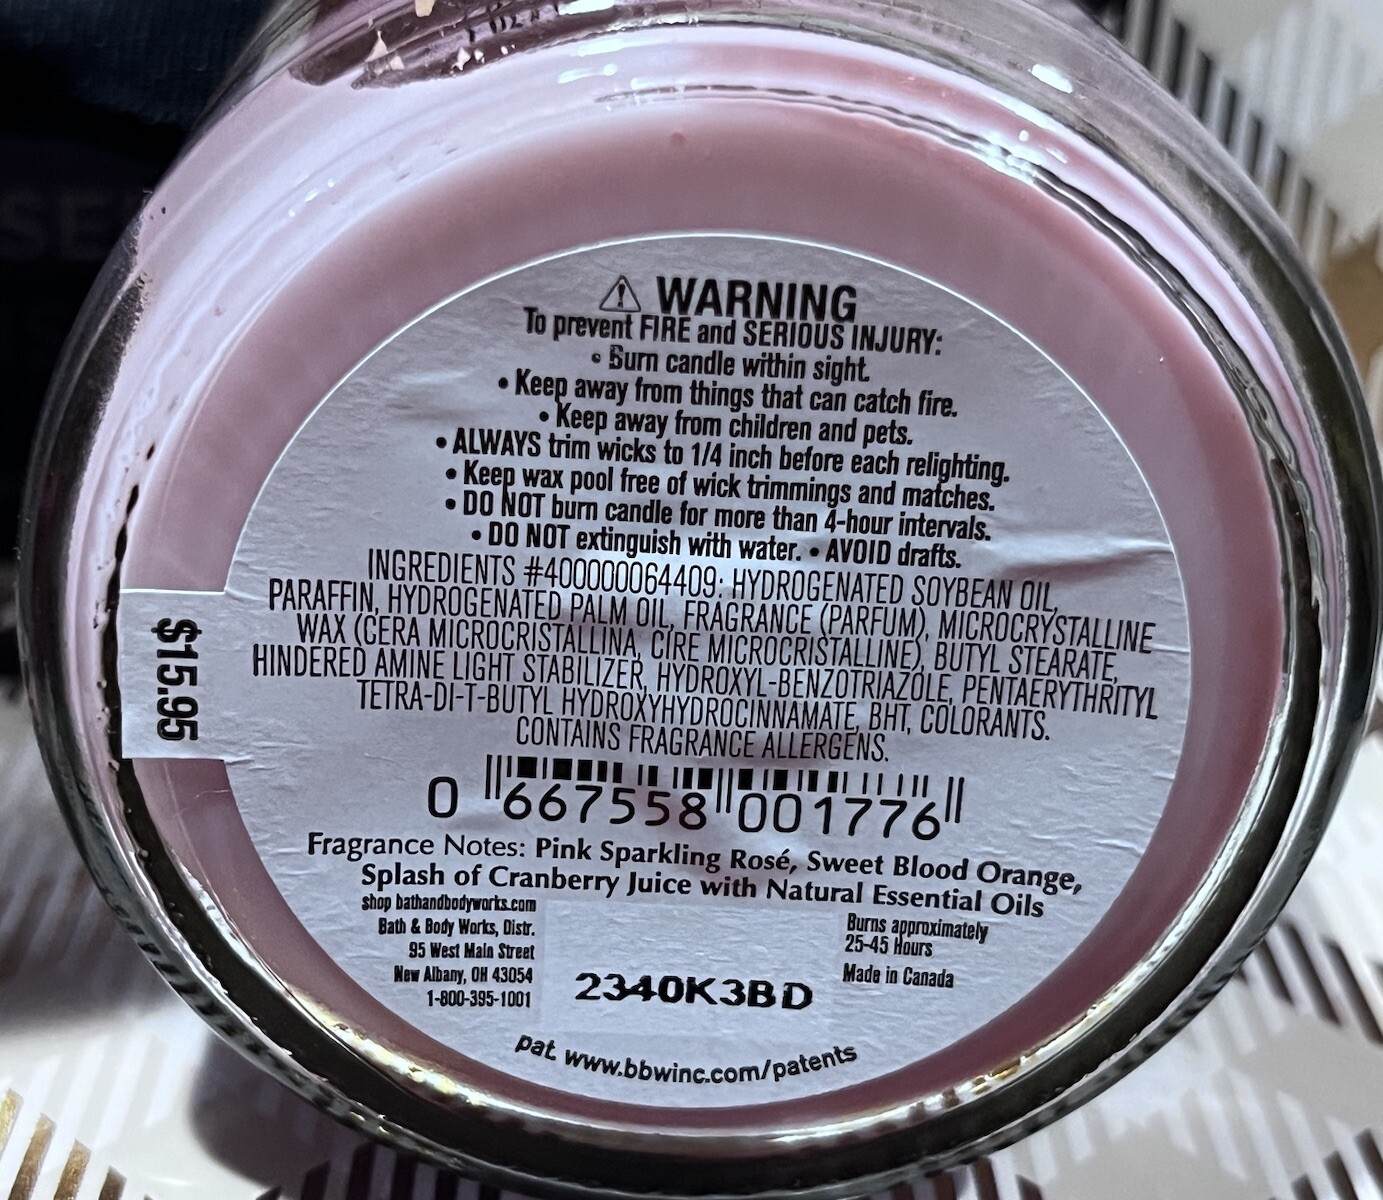 ⚠ WARNING
To prevent FIRE and SERIOUS INJURY:
• Burn candle within sight.
• Keep away from things that can catch fire.
• Keep away from children and pets.
• ALWAYS trim wicks to 1/4 inch before each relighting.
• Keep wax pool free of wick trimmings and matches.
• DO NOT burn candle for more than 4-hour intervals.
• DO NOT extinguish with water. • AVOID drafts.
INGREDIENTS #400000064409: HYDROGENATED SOYBEAN OIL,
PARAFFIN, HYDROGENATED PALM OIL, FRAGRANCE (PARFUM), MICROCRYSTALLINE
WAX (CERA MICROCRISTALLINA, CIRE MICROCRISTALLINE), BUTYL STEARATE,
HINDERED AMINE LIGHT STABILIZER, HYDROXYL-BENZOTRIAZOLE, PENTAERYTHRITYL
TETRA-DI-T-BUTYL HYDROXYHYDROCINNAMATE, BHT, COLORANTS.
CONTAINS FRAGRANCE ALLERGENS.
$15.95
0 667558 001776
Fragrance Notes: Pink Sparkling Rosé, Sweet Blood Orange,
Splash of Cranberry Juice with Natural Essential Oils
shop bathandbodyworks.com
Bath & Body Works, Distr.
95 West Main Street
New Albany, OH 43054
1-800-395-1001
2340K3BD
Burns approximately
25-45 Hours
Made in Canada
pat. www.bbwinc.com/patents